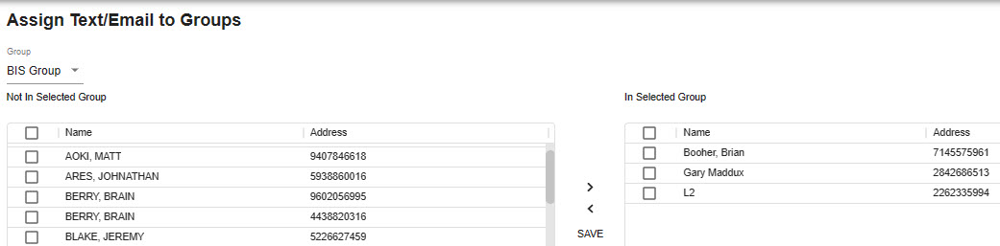 Assign Text/Email to Groups
Group
BIS Group
Not In Selected Group
In Selected Group
Name Address
AOKI, MATT 9407846618
ARES, JOHNATHAN 5938860016
BERRY, BRAIN 9602056995
BERRY, BRAIN 4438820316
BLAKE, JEREMY 5226627459
>
<
SAVE
Name Address
Booher, Brian 7145575961
Gary Maddux 2842686513
L2 2262335994